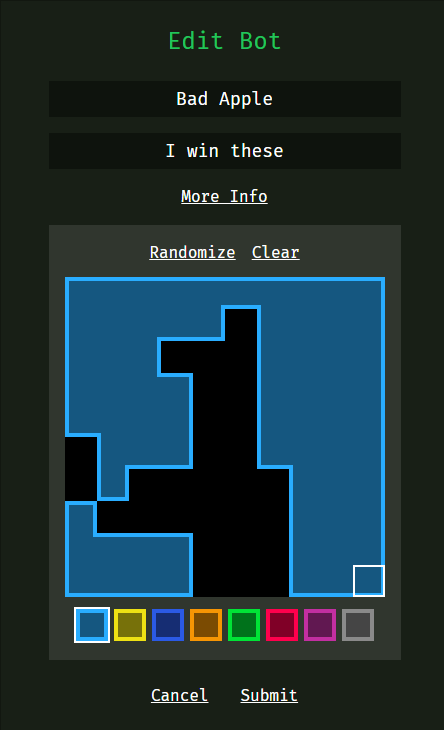 Edit Bot
Bad Apple
I win these
More Info
Randomize Clear
Cancel Submit